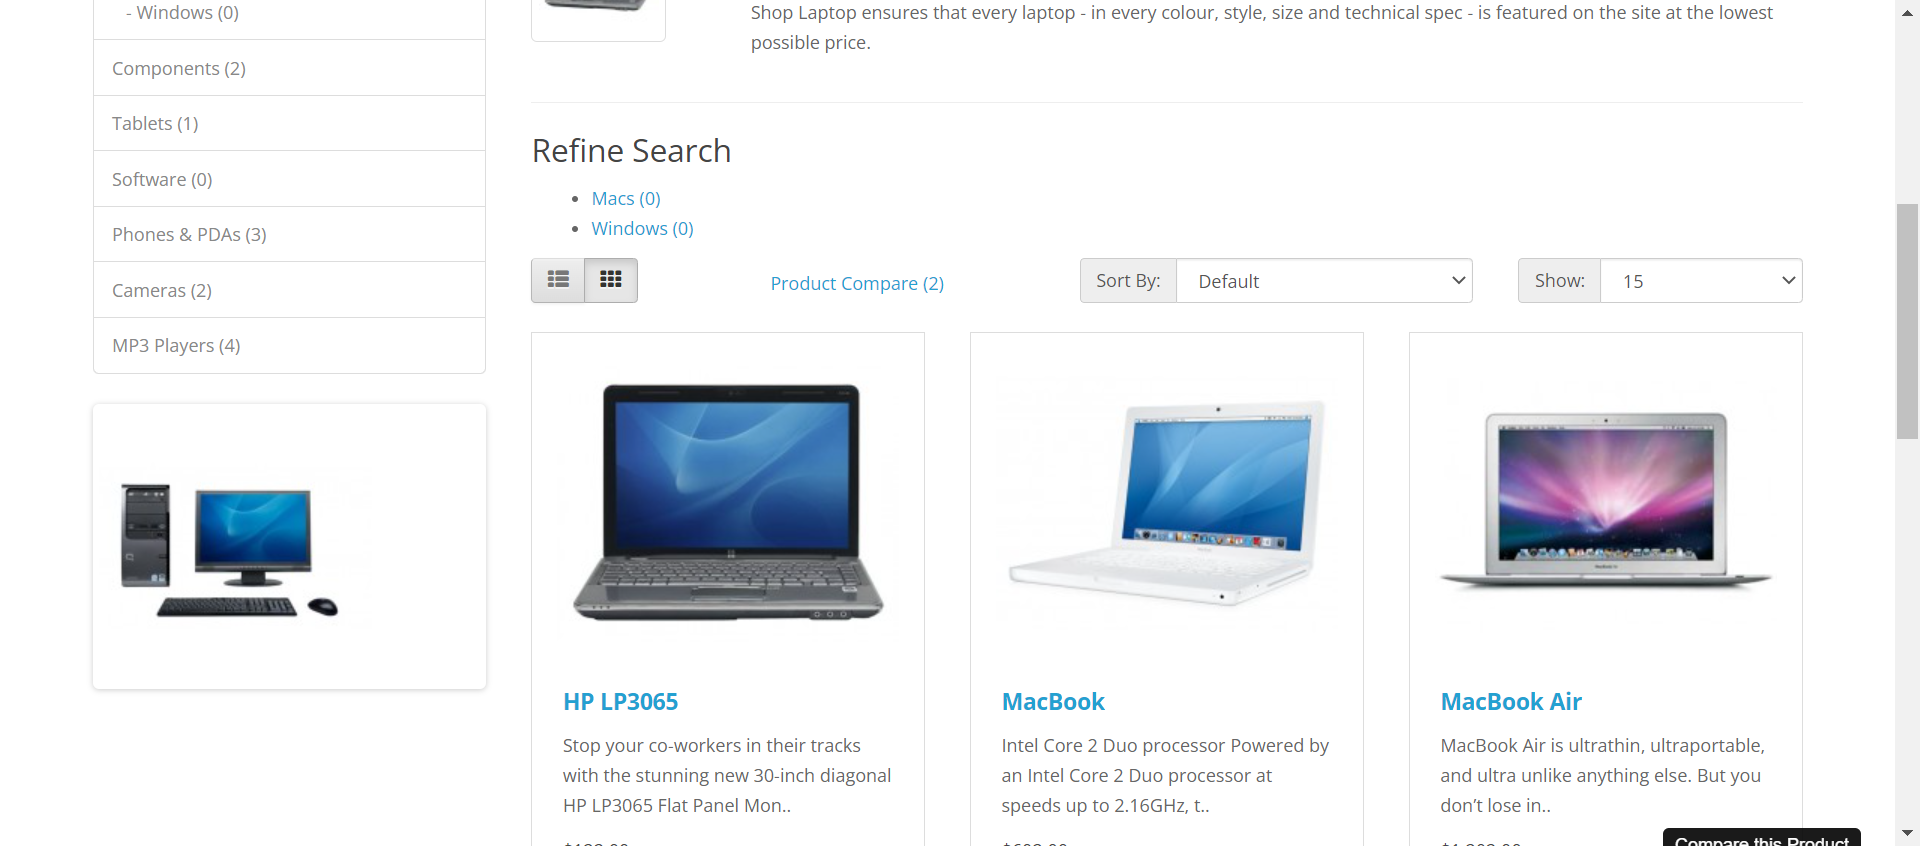 - Windows (0)
Components (2)
Tablets (1)
Software (0)
Phones & PDAs (3)
Cameras (2)
MP3 Players (4)
Shop Laptop ensures that every laptop - in every colour, style, size and technical spec - is featured on the site at the lowest
possible price.
Refine Search
Macs (0)
Windows (0)
Product Compare (2)
Sort By: Default
Show: 15
HP LP3065
Stop your co-workers in their tracks
with the stunning new 30-inch diagonal
HP LP3065 Flat Panel Mon..
MacBook
Intel Core 2 Duo processor Powered by
an Intel Core 2 Duo processor at
speeds up to 2.16GHz, t..
MacBook Air
MacBook Air is ultrathin, ultraportable,
and ultra unlike anything else. But you
don’t lose in..
Compare this Product